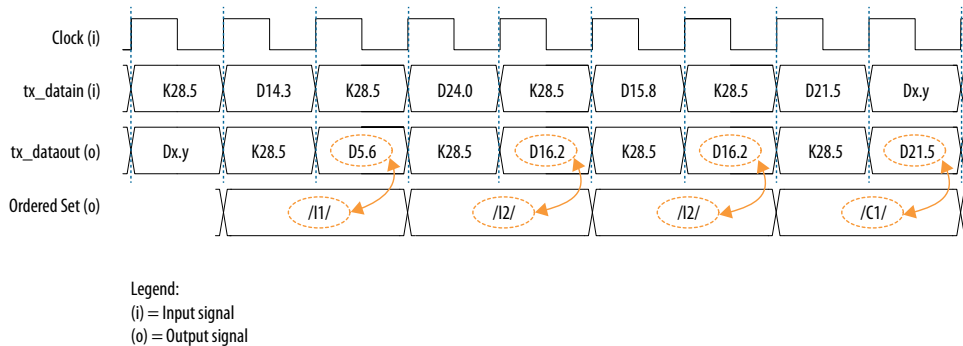 Clock (i)
tx_datain (i) K28.5 D14.3 K28.5 D24.0 K28.5 D15.8 K28.5 D21.5 Dx.y
tx_dataout (o) Dx.y K28.5 D5.6 K28.5 D16.2 K28.5 D16.2 K28.5 D21.5
Ordered Set (o) /I1/ /I2/ /I2/ /C1/
Legend:
(i) = Input signal
(o) = Output signal